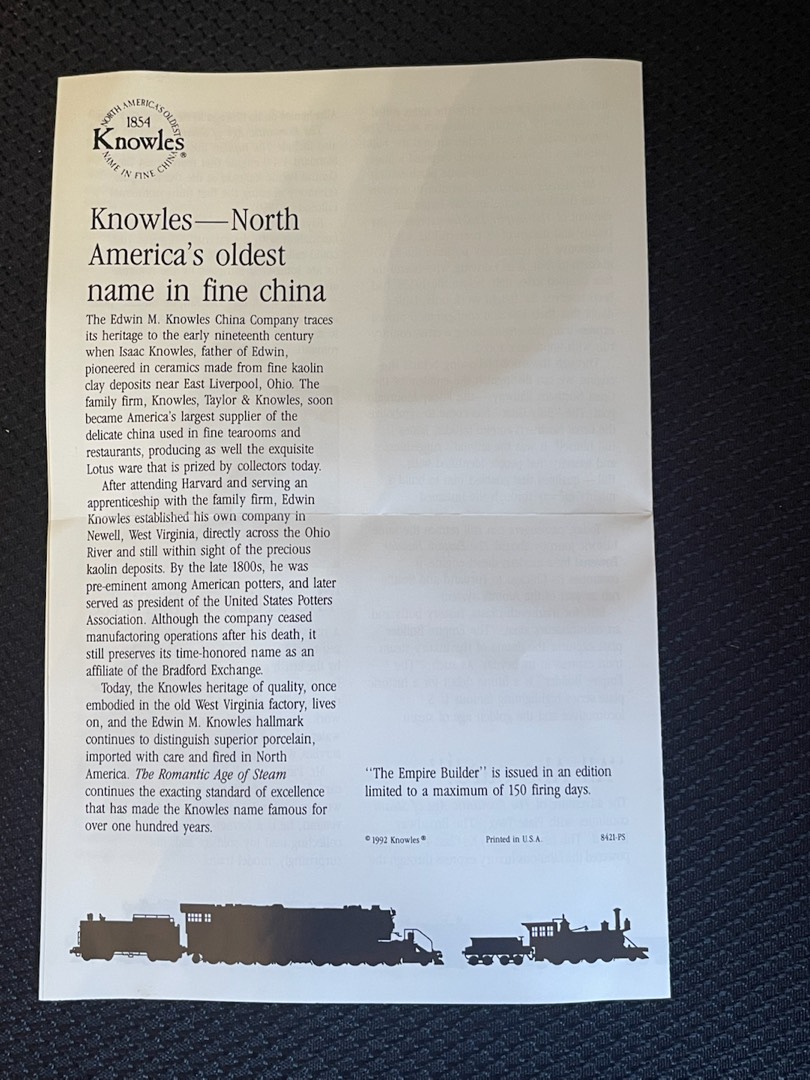 NORTH AMERICA'S OLDEST
1854
Knowles®
NAME IN FINE CHINA
Knowles—North
America's oldest
name in fine china
The Edwin M. Knowles China Company traces
its heritage to the early nineteenth century
when Isaac Knowles, father of Edwin,
pioneered in ceramics made from fine kaolin
clay deposits near East Liverpool, Ohio. The
family firm, Knowles, Taylor & Knowles, soon
became America's largest supplier of the
delicate china used in fine tearooms and
restaurants, producing as well the exquisite
Lotus ware that is prized by collectors today.
After attending Harvard and serving an
apprenticeship with the family firm, Edwin
Knowles established his own company in
Newell, West Virginia, directly across the Ohio
River and still within sight of the precious
kaolin deposits. By the late 1800s, he was
pre-eminent among American potters, and later
served as president of the United States Potters
Association. Although the company ceased
manufactoring operations after his death, it
still preserves its time-honored name as an
affiliate of the Bradford Exchange.
Today, the Knowles heritage of quality, once
embodied in the old West Virginia factory, lives
on, and the Edwin M. Knowles hallmark
continues to distinguish superior porcelain,
imported with care and fired in North
America. The Romantic Age of Steam
continues the exacting standard of excellence
that has made the Knowles name famous for
over one hundred years.
"The Empire Builder" is issued in an edition
limited to a maximum of 150 firing days.
© 1992 Knowles® Printed in U.S.A. 8421-PS